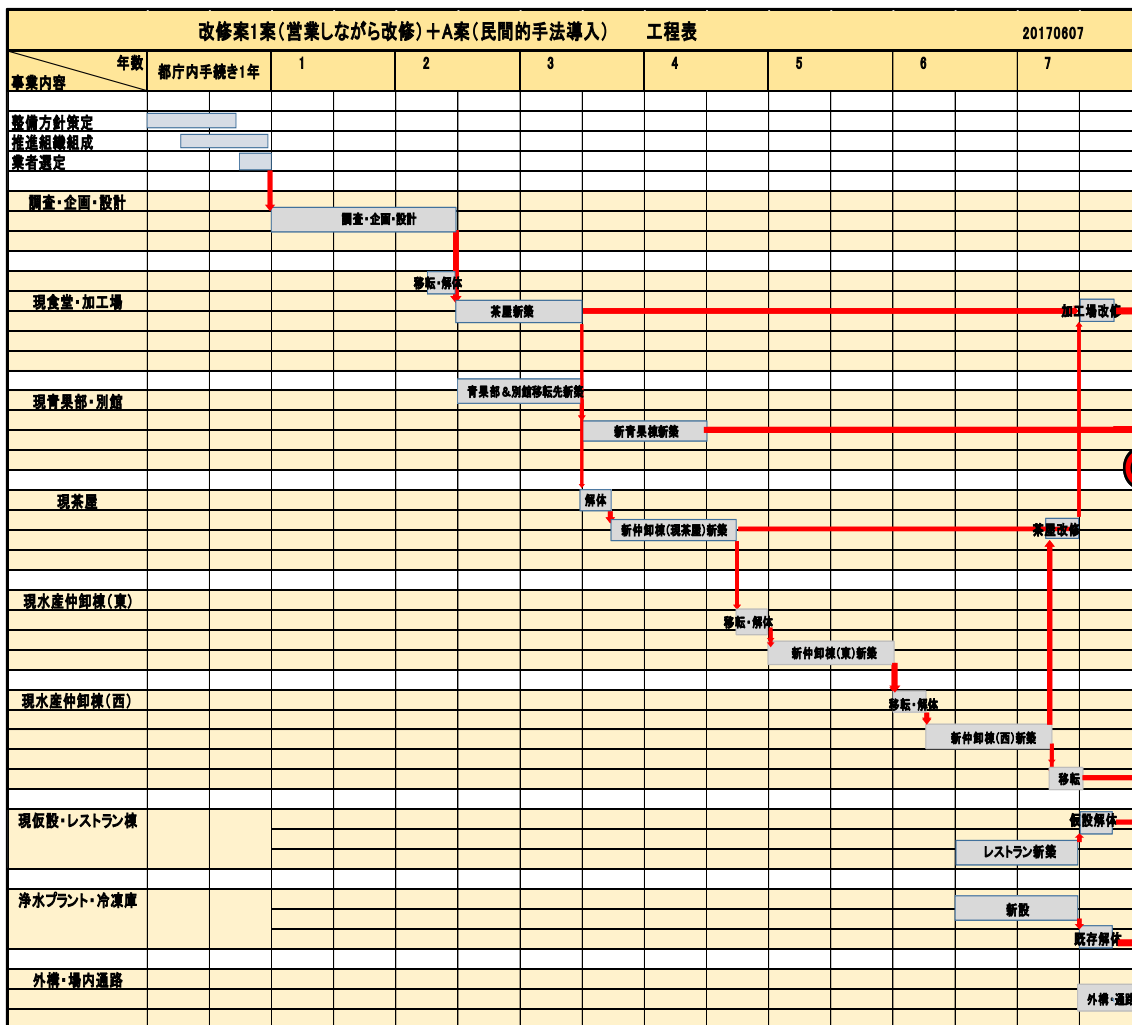 改修案1案(営業しながら改修)+A案(民間的手法導入) 工程表 20170607
年数
事業内容
都庁内手続き1年 1 2 3 4 5 6 7
整備方針策定
推進組織組成
業者選定
調査・企画・設計
調査・企画・設計
移転・解体
現食堂・加工場
茶屋新築
加工場改修
青果部&別館移転先新築
現青果部・別館
新青果棟新築
現茶屋
解体
新仲卸棟(現茶屋)新築
茶屋改修
現水産仲卸棟(東)
移転・解体
新仲卸棟(東)新築
現水産仲卸棟(西)
移転・解体
新仲卸棟(西)新築
移転
現仮設・レストラン棟
仮設解体
レストラン新築
浄水プラント・冷凍庫
新設
既存解体
外構・場内通路
外構・通路